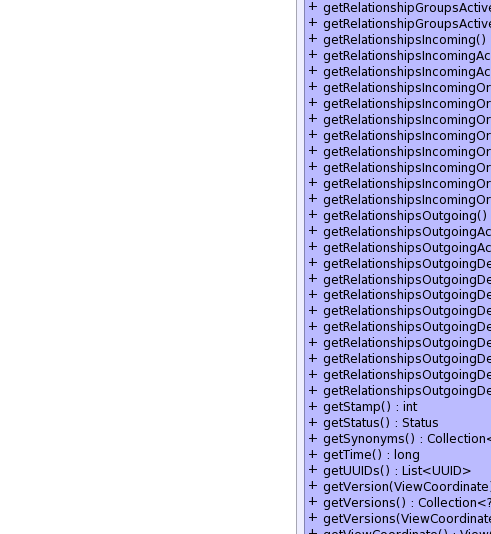 + getRelationshipGroupsActive
+ getRelationshipGroupsActive
+ getRelationshipsIncoming()
+ getRelationshipsIncomingAc
+ getRelationshipsIncomingAc
+ getRelationshipsIncomingOr
+ getRelationshipsIncomingOr
+ getRelationshipsIncomingOr
+ getRelationshipsIncomingOr
+ getRelationshipsIncomingOr
+ getRelationshipsIncomingOr
+ getRelationshipsIncomingOr
+ getRelationshipsIncomingOr
+ getRelationshipsOutgoing()
+ getRelationshipsOutgoingAc
+ getRelationshipsOutgoingAc
+ getRelationshipsOutgoingDe
+ getRelationshipsOutgoingDe
+ getRelationshipsOutgoingDe
+ getRelationshipsOutgoingDe
+ getRelationshipsOutgoingDe
+ getRelationshipsOutgoingDe
+ getRelationshipsOutgoingDe
+ getRelationshipsOutgoingDe
+ getRelationshipsOutgoingDe
+ getStamp() : int
+ getStatus() : Status
+ getSynonyms() : Collection<
+ getTime() : long
+ getUUIDs() : List<UUID>
+ getVersion(ViewCoordinate)
+ getVersions() : Collection<?
+ getVersions(ViewCoordinate
+ getViewCoordinate() : View